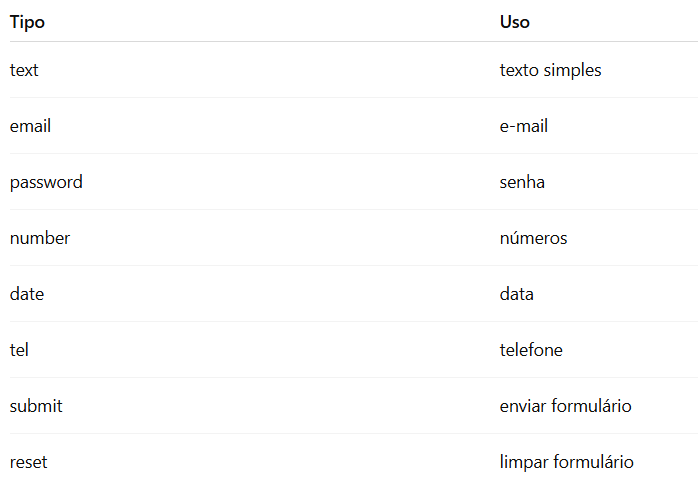 Tipo Uso
text texto simples
email e-mail
password senha
number números
date data
tel telefone
submit enviar formulário
reset limpar formulário